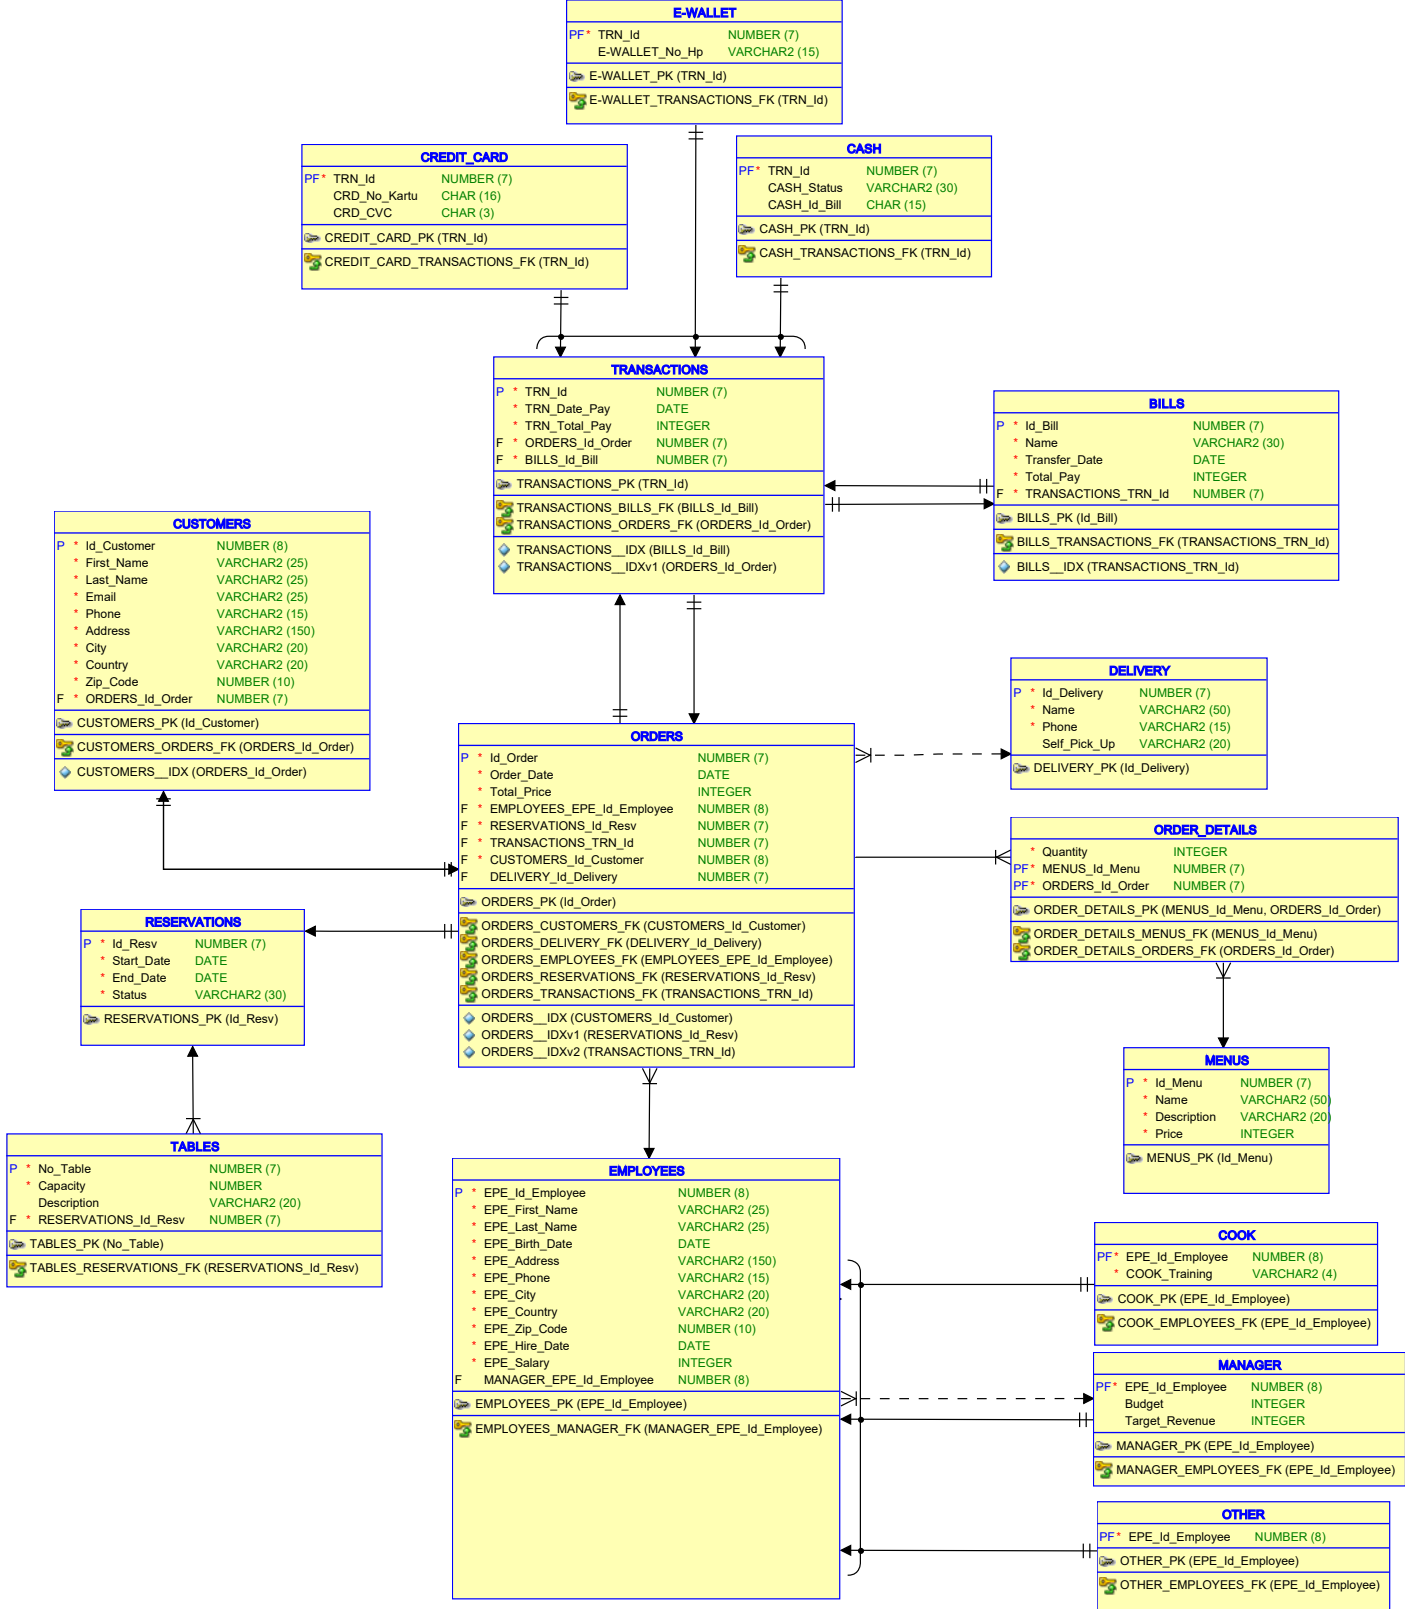 E-WALLET
PF* TRN_Id NUMBER (7)
E-WALLET_No_Hp VARCHAR2 (15)
E-WALLET_PK (TRN_Id)
E-WALLET_TRANSACTIONS_FK (TRN_Id)
CREDIT_CARD
PF* TRN_Id NUMBER (7)
CRD_No_Kartu CHAR (16)
CRD_CVC CHAR (3)
CREDIT_CARD_PK (TRN_Id)
CREDIT_CARD_TRANSACTIONS_FK (TRN_Id)
CASH
PF* TRN_Id NUMBER (7)
CASH_Status VARCHAR2 (30)
CASH_Id_Bill CHAR (15)
CASH_PK (TRN_Id)
CASH_TRANSACTIONS_FK (TRN_Id)
TRANSACTIONS
P * TRN_Id NUMBER (7)
* TRN_Date_Pay DATE
* TRN_Total_Pay INTEGER
F * ORDERS_Id_Order NUMBER (7)
F * BILLS_Id_Bill NUMBER (7)
TRANSACTIONS_PK (TRN_Id)
TRANSACTIONS_BILLS_FK (BILLS_Id_Bill)
TRANSACTIONS_ORDERS_FK (ORDERS_Id_Order)
TRANSACTIONS__IDX (BILLS_Id_Bill)
TRANSACTIONS__IDXv1 (ORDERS_Id_Order)
BILLS
P * Id_Bill NUMBER (7)
* Name VARCHAR2 (30)
* Transfer_Date DATE
* Total_Pay INTEGER
F * TRANSACTIONS_TRN_Id NUMBER (7)
BILLS_PK (Id_Bill)
BILLS_TRANSACTIONS_FK (TRANSACTIONS_TRN_Id)
BILLS__IDX (TRANSACTIONS_TRN_Id)
CUSTOMERS
P * Id_Customer NUMBER (8)
* First_Name VARCHAR2 (25)
* Last_Name VARCHAR2 (25)
* Email VARCHAR2 (25)
* Phone VARCHAR2 (15)
* Address VARCHAR2 (150)
* City VARCHAR2 (20)
* Country VARCHAR2 (20)
* Zip_Code NUMBER (10)
F * ORDERS_Id_Order NUMBER (7)
CUSTOMERS_PK (Id_Customer)
CUSTOMERS_ORDERS_FK (ORDERS_Id_Order)
CUSTOMERS__IDX (ORDERS_Id_Order)
DELIVERY
P * Id_Delivery NUMBER (7)
* Name VARCHAR2 (50)
* Phone VARCHAR2 (15)
Self_Pick_Up VARCHAR2 (20)
DELIVERY_PK (Id_Delivery)
ORDERS
P * Id_Order NUMBER (7)
* Order_Date DATE
* Total_Price INTEGER
F * EMPLOYEES_EPE_Id_Employee NUMBER (8)
F * RESERVATIONS_Id_Resv NUMBER (7)
F * TRANSACTIONS_TRN_Id NUMBER (7)
F * CUSTOMERS_Id_Customer NUMBER (8)
F DELIVERY_Id_Delivery NUMBER (7)
ORDERS_PK (Id_Order)
ORDERS_CUSTOMERS_FK (CUSTOMERS_Id_Customer)
ORDERS_DELIVERY_FK (DELIVERY_Id_Delivery)
ORDERS_EMPLOYEES_FK (EMPLOYEES_EPE_Id_Employee)
ORDERS_RESERVATIONS_FK (RESERVATIONS_Id_Resv)
ORDERS_TRANSACTIONS_FK (TRANSACTIONS_TRN_Id)
ORDERS__IDX (CUSTOMERS_Id_Customer)
ORDERS__IDXv1 (RESERVATIONS_Id_Resv)
ORDERS__IDXv2 (TRANSACTIONS_TRN_Id)
ORDER_DETAILS
* Quantity INTEGER
PF* MENUS_Id_Menu NUMBER (7)
PF* ORDERS_Id_Order NUMBER (7)
ORDER_DETAILS_PK (MENUS_Id_Menu, ORDERS_Id_Order)
ORDER_DETAILS_MENUS_FK (MENUS_Id_Menu)
ORDER_DETAILS_ORDERS_FK (ORDERS_Id_Order)
RESERVATIONS
P * Id_Resv NUMBER (7)
* Start_Date DATE
* End_Date DATE
* Status VARCHAR2 (30)
RESERVATIONS_PK (Id_Resv)
MENUS
P * Id_Menu NUMBER (7)
* Name VARCHAR2 (50)
* Description VARCHAR2 (20)
* Price INTEGER
MENUS_PK (Id_Menu)
TABLES
P * No_Table NUMBER (7)
* Capacity NUMBER
Description VARCHAR2 (20)
F * RESERVATIONS_Id_Resv NUMBER (7)
TABLES_PK (No_Table)
TABLES_RESERVATIONS_FK (RESERVATIONS_Id_Resv)
EMPLOYEES
P * EPE_Id_Employee NUMBER (8)
* EPE_First_Name VARCHAR2 (25)
* EPE_Last_Name VARCHAR2 (25)
* EPE_Birth_Date DATE
* EPE_Address VARCHAR2 (150)
* EPE_Phone VARCHAR2 (15)
* EPE_City VARCHAR2 (20)
* EPE_Country VARCHAR2 (20)
* EPE_Zip_Code NUMBER (10)
* EPE_Hire_Date DATE
* EPE_Salary INTEGER
F MANAGER_EPE_Id_Employee NUMBER (8)
EMPLOYEES_PK (EPE_Id_Employee)
EMPLOYEES_MANAGER_FK (MANAGER_EPE_Id_Employee)
COOK
PF* EPE_Id_Employee NUMBER (8)
* COOK_Training VARCHAR2 (4)
COOK_PK (EPE_Id_Employee)
COOK_EMPLOYEES_FK (EPE_Id_Employee)
MANAGER
PF* EPE_Id_Employee NUMBER (8)
Budget INTEGER
Target_Revenue INTEGER
MANAGER_PK (EPE_Id_Employee)
MANAGER_EMPLOYEES_FK (EPE_Id_Employee)
OTHER
PF* EPE_Id_Employee NUMBER (8)
OTHER_PK (EPE_Id_Employee)
OTHER_EMPLOYEES_FK (EPE_Id_Employee)